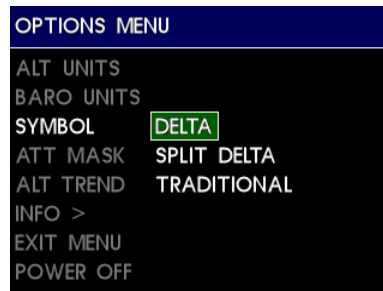 OPTIONS MENU
ALT UNITS
BARO UNITS
SYMBOL DELTA
ATT MASK SPLIT DELTA
ALT TREND TRADITIONAL
INFO >
EXIT MENU
POWER OFF